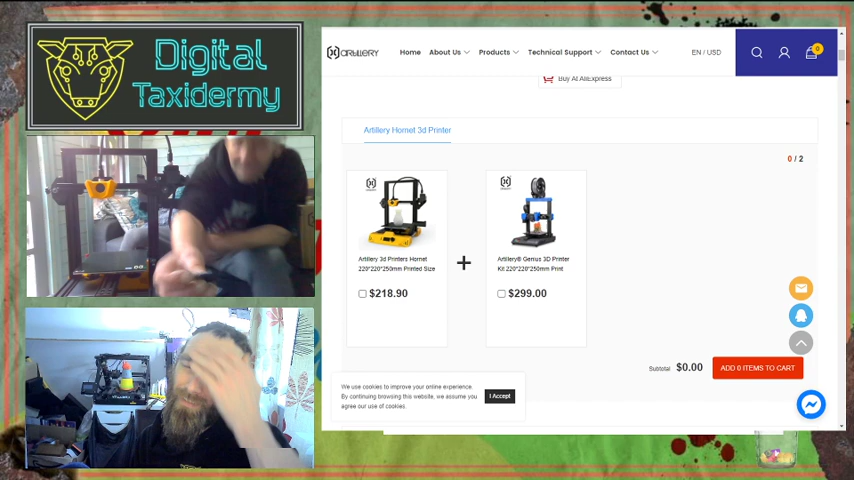 Digital
Taxidermy
ARTILLERY
Home
About Us
Products
Technical Support
Contact Us
EN / USD
0
Buy At AliExpress
Artillery Hornet 3d Printer
0 / 2
Artillery 3d Printers Hornet
220*220*250mm Printed Size
$218.90
+
Artillery® Genius 3D Printer
Kit 220*220*250mm Print
$299.00
Subtotal $0.00
ADD 0 ITEMS TO CART
We use cookies to improve your online experience.
By continuing browsing this website, we assume you
agree our use of cookies.
I Accept